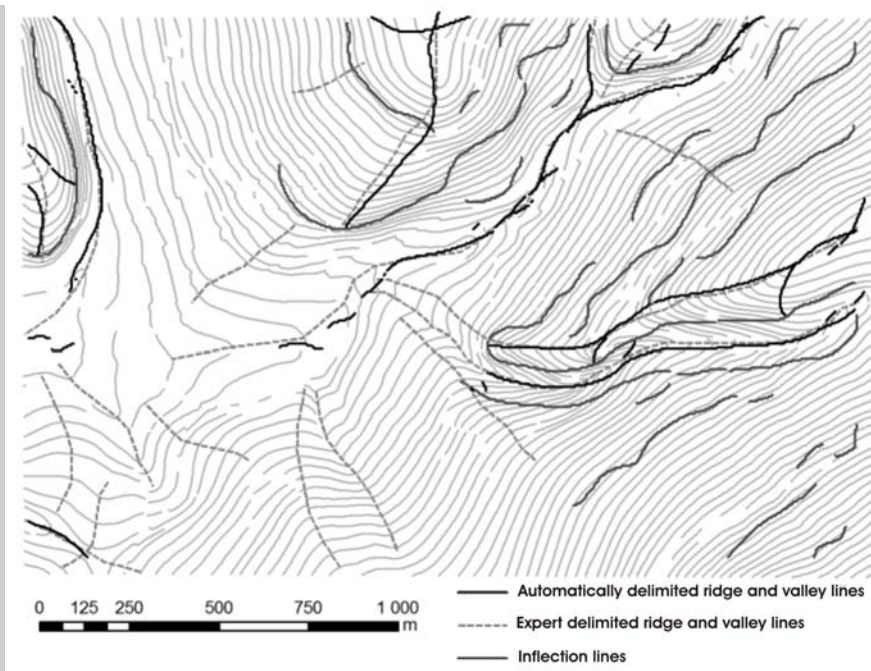 0 125 250 500 750 1 000
m
Automatically delimited ridge and valley lines
Expert delimited ridge and valley lines
Inflection lines